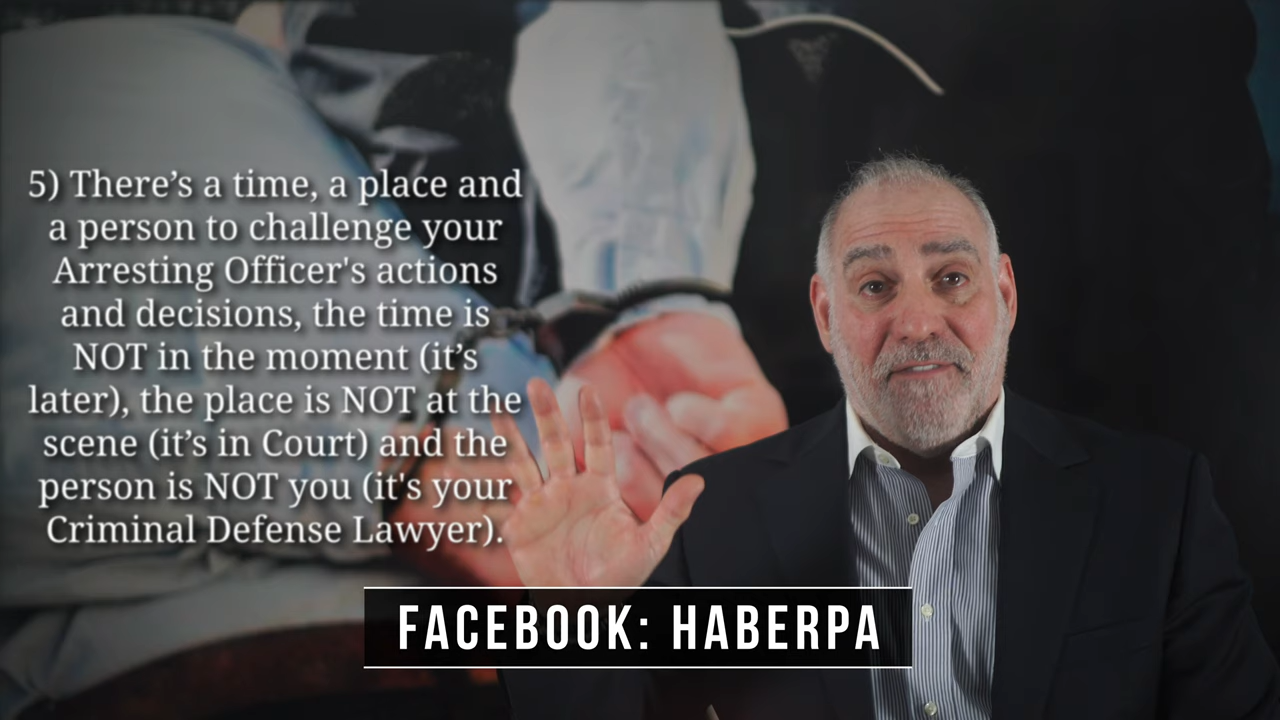 5) There’s a time, a place and
a person to challenge your
Arresting Officer's actions
and decisions, the time is
NOT in the moment (it’s
later), the place is NOT at the
scene (it’s in Court) and the
person is NOT you (it's your
Criminal Defense Lawyer).
FACEBOOK: HABERPA